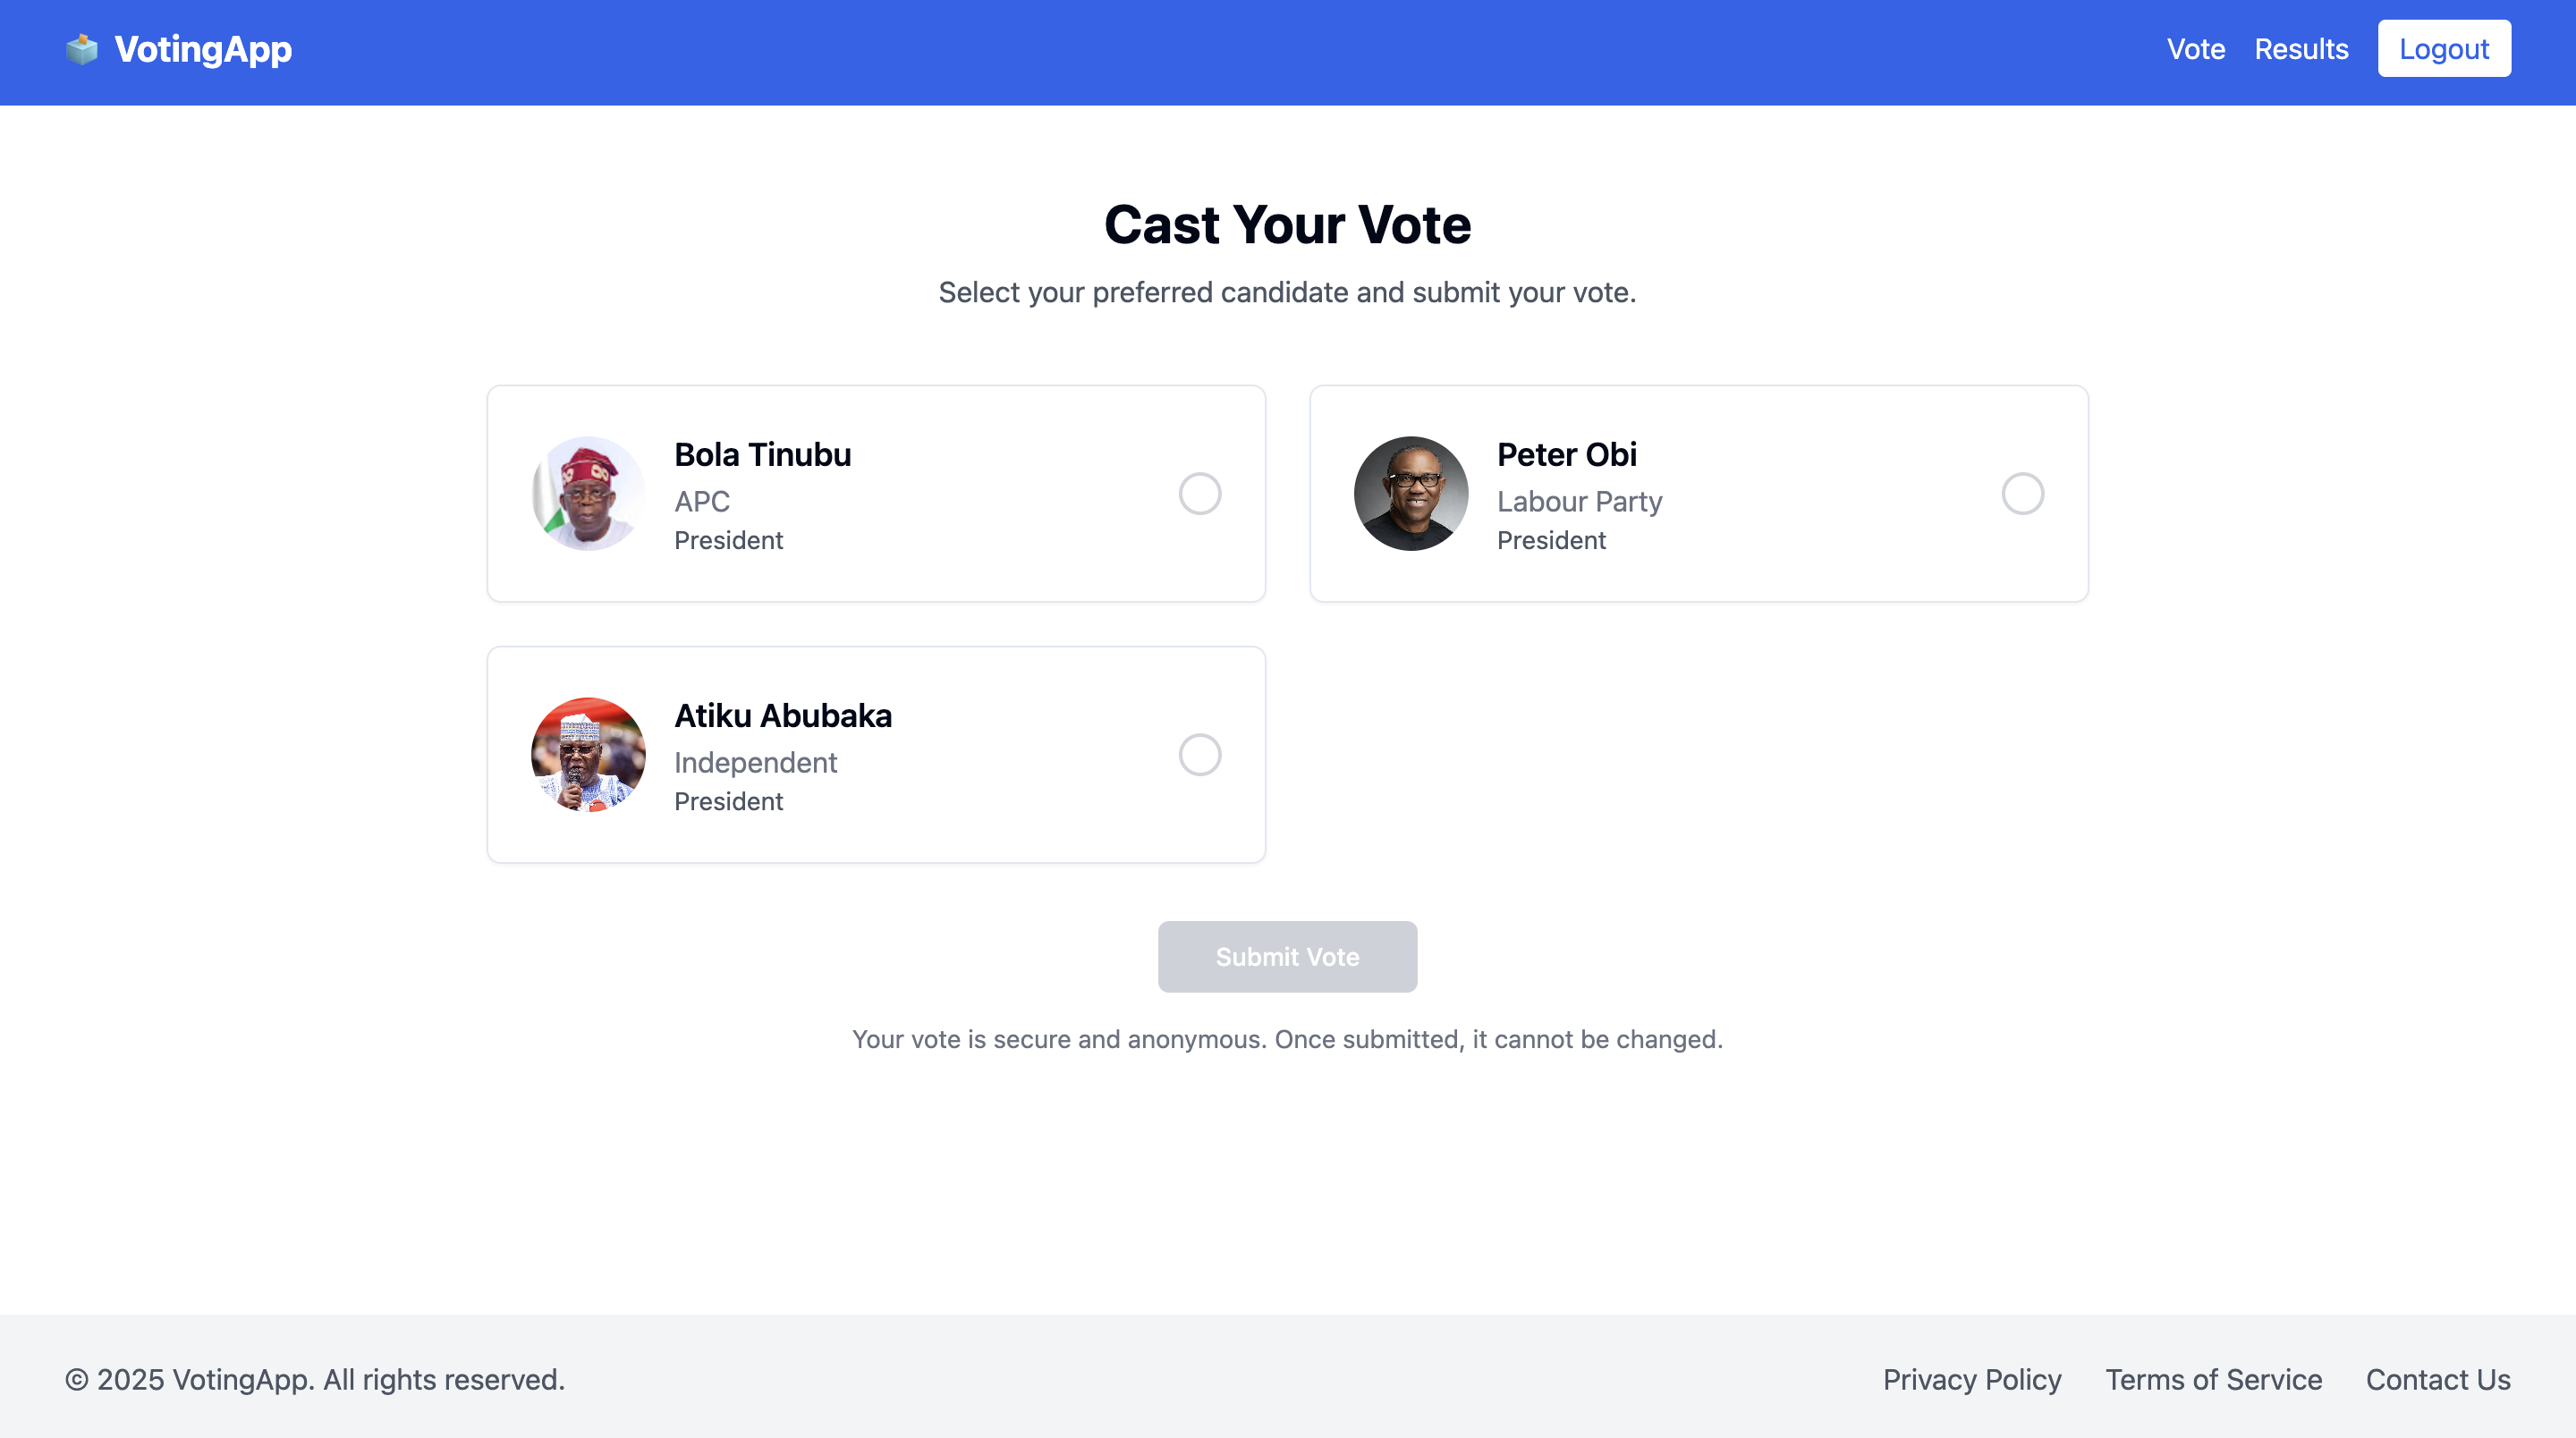 VotingApp
Vote
Results
Logout
Cast Your Vote
Select your preferred candidate and submit your vote.
Bola Tinubu
APC
President
Peter Obi
Labour Party
President
Atiku Abubaka
Independent
President
Submit Vote
Your vote is secure and anonymous. Once submitted, it cannot be changed.
© 2025 VotingApp. All rights reserved.
Privacy Policy
Terms of Service
Contact Us